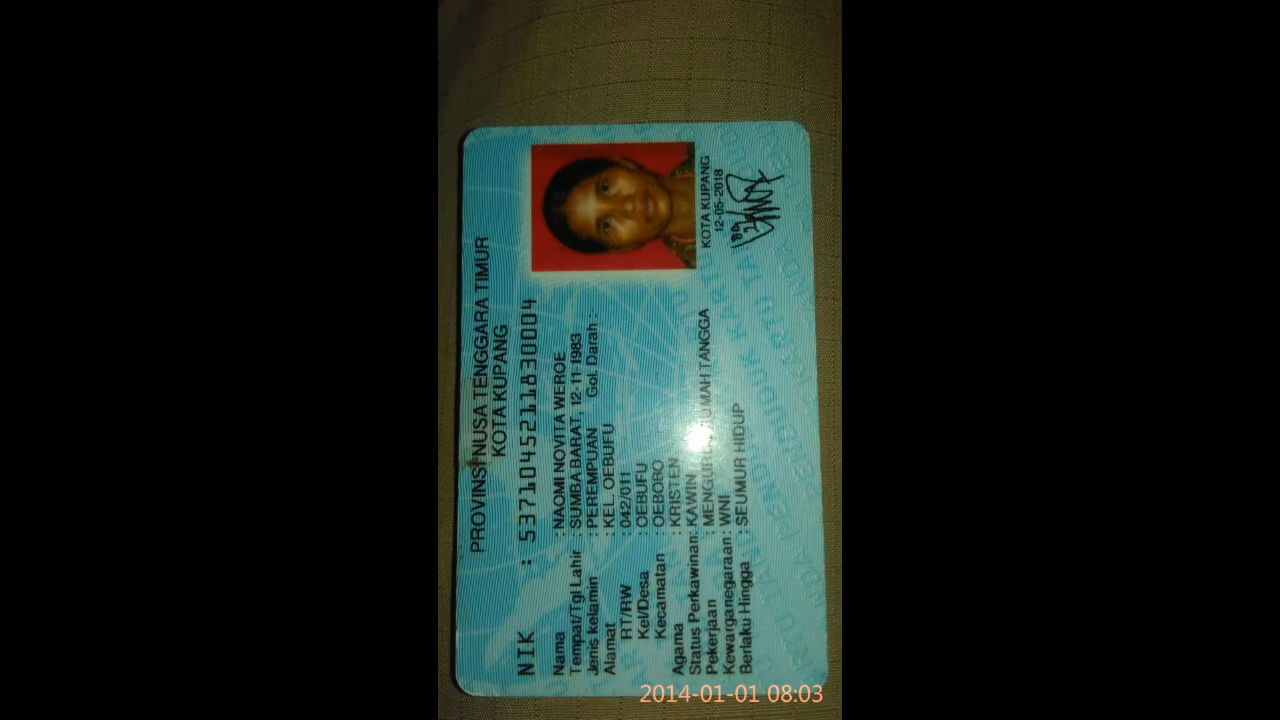 PROVINSI NUSA TENGGARA TIMUR
KOTA KUPANG
NIK : 5371045211830004
Nama : NAOMI NOVITA WEROE
Tempat/Tgl Lahir : SUMBA BARAT, 12-11-1983
Jenis kelamin : PEREMPUAN Gol. Darah : -
Alamat : KEL. OEBUFU
RT/RW : 042/011
Kel/Desa : OEBUFU
Kecamatan : OEBOBO
Agama : KRISTEN
Status Perkawinan: KAWIN
Pekerjaan : MENGURUS RUMAH TANGGA
Kewarganegaraan: WNI
Berlaku Hingga : SEUMUR HIDUP
KOTA KUPANG
12-05-2018
2014-01-01 08:03